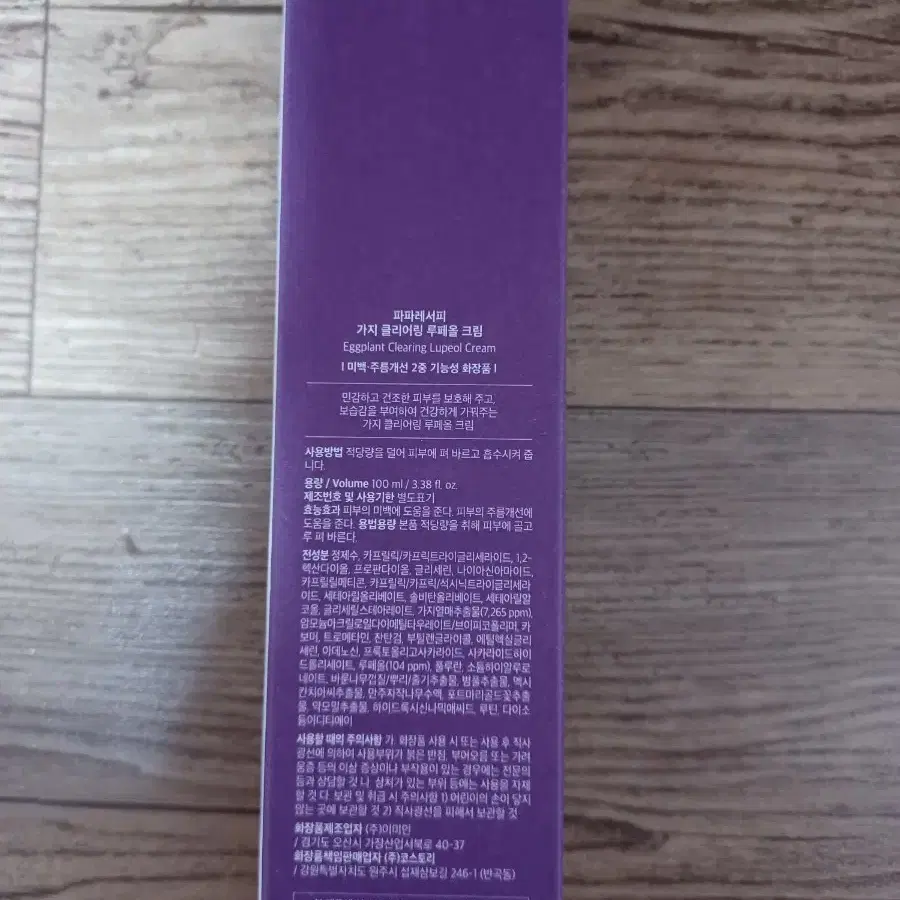 파파레서피
가지 클리어링 루페올 크림
Eggplant Clearing Lupeol Cream
ㅣ미백·주름개선 2중 기능성 화장품ㅣ
민감하고 건조한 피부를 보호해 주고,
보습감을 부여하여 건강하게 가꿔주는
가지 클리어링 루페올 크림
사용방법 적당량을 덜어 피부에 펴 바르고 흡수시켜 줍
니다.
용량 / Volume 100 ml / 3.38 fl. oz.
제조번호 및 사용기한 별도표기
효능효과 피부의 미백에 도움을 준다. 피부의 주름개선에
도움을 준다. 용법용량 본품 적당량을 취해 피부에 골고
루 펴 바른다.
전성분 정제수, 카프릴릭/카프릭트라이글리세라이드, 1,2-
헥산다이올, 프로판다이올, 글리세린, 나이아신아마이드,
카프릴릴메티콘, 카프릴릭/카프릭/석시닉트라이글리세라
이드, 세테아릴올리베이트, 솔비탄올리베이트, 세테아릴알
코올, 글리세릴스테아레이트, 가지열매추출물(7,265 ppm),
암모늄아크릴로일다이메틸타우레이트/브이피코폴리머, 카
보머, 트로메타민, 잔탄검, 부틸렌글라이콜, 에틸헥실글리
세린, 아데노신, 프룩토올리고사카라이드, 사카라이드하이
드롤리세이트, 루페올(104 ppm), 풀루란, 소듐하이알루로
네이트, 바룬나무껍질/뿌리/줄기추출물, 범풀추출물, 멕시
칸치아씨추출물, 만주자작나무수액, 포트마리골드꽃추출
물, 약모밀추출물, 하이드록시신나믹애씨드, 루틴, 다이소
듐이디티에이
사용할 때의 주의사항 가. 화장품 사용 시 또는 사용 후 직사
광선에 의하여 사용부위가 붉은 반점, 부어오름 또는 가려
움증 등의 이상 증상이나 부작용이 있는 경우에는 전문의
등과 상담할 것 나. 상처가 있는 부위 등에는 사용을 자제
할 것 다. 보관 및 취급 시 주의사항 1) 어린이의 손이 닿지
않는 곳에 보관할 것 2) 직사광선을 피해서 보관할 것
화장품제조업자 (주)이미인
/ 경기도 오산시 가장산업서북로 40-37
화장품책임판매업자 (주)코스토리
/ 강원특별자치도 원주시 섭재삼보길 246-1 (반곡동)